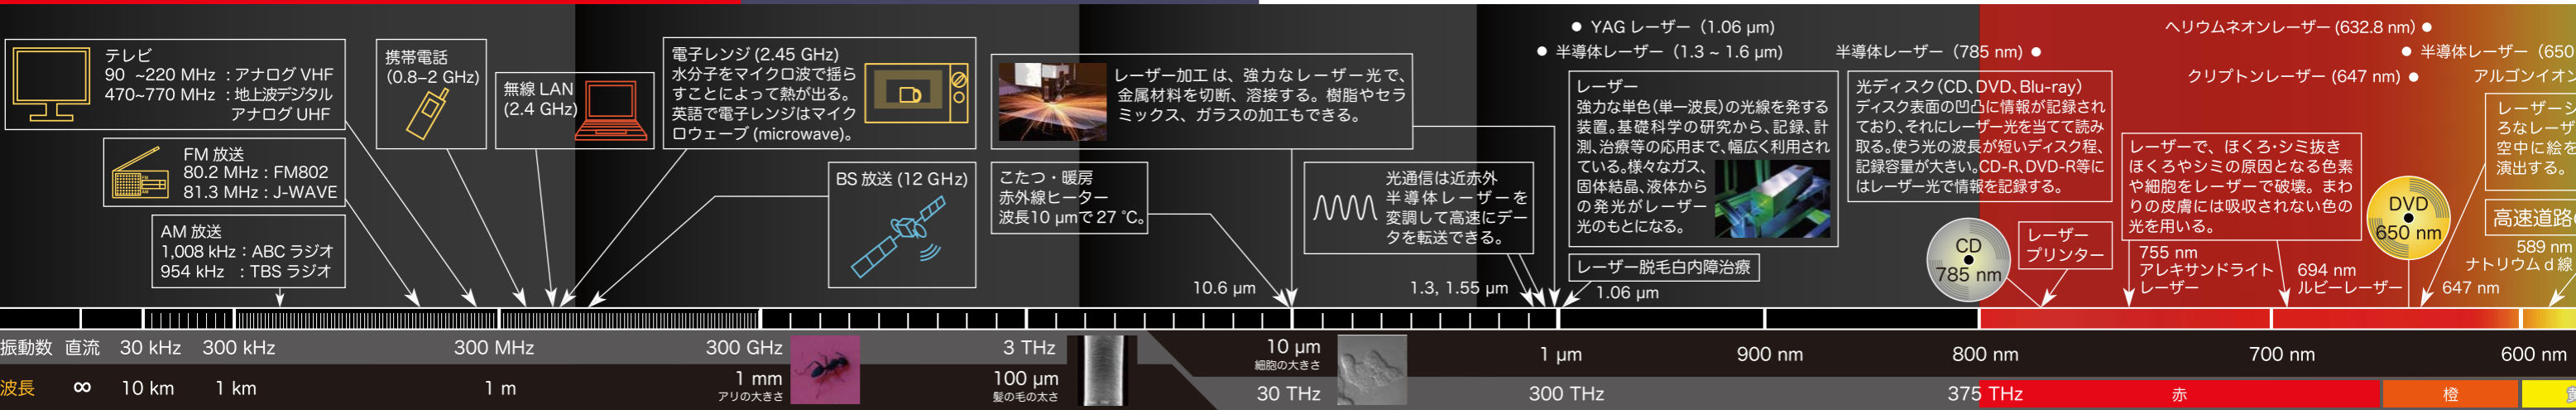 テレビ
90 ~220 MHz : アナログ VHF
470~770 MHz : 地上波デジタル
アナログ UHF
FM 放送
80.2 MHz : FM802
81.3 MHz : J-WAVE
AM 放送
1,008 kHz : ABC ラジオ
954 kHz : TBS ラジオ
携帯電話
(0.8–2 GHz)
無線 LAN
(2.4 GHz)
電子レンジ (2.45 GHz)
水分子をマイクロ波で揺ら
すことによって熱が出る。
英語で電子レンジはマイク
ロウェーブ (microwave)。
BS 放送 (12 GHz)
レーザー加工 は、強力なレーザー光で、
金属材料を切断、溶接する。樹脂やセラ
ミックス、ガラスの加工もできる。
こたつ・暖房
赤外線ヒーター
波長10 µmで 27 ℃。
光通信は近赤外
半導体レーザーを
変調して高速にデー
タを転送できる。
10.6 µm
1.3, 1.55 µm
● YAG レーザー（1.06 µm)
● 半導体レーザー（1.3 ~ 1.6 µm)
レーザー
強力な単色(単一波長)の光線を発する
装置。基礎科学の研究から、記録、計
測、治療等の応用まで、幅広く利用され
ている。様々なガス、
固体結晶、液体から
の発光がレーザー
光のもとになる。
レーザー脱毛白内障治療
1.06 µm
半導体レーザー（785 nm) ●
光ディスク(CD、DVD、Blu-ray)
ディスク表面の凹凸に情報が記録され
ており、それにレーザー光を当てて読み
取る。使う光の波長が短いディスク程、
記録容量が大きい。CD-R、DVD-R等に
はレーザー光で情報を記録する。
CD
785 nm
レーザー
プリンター
ヘリウムネオンレーザー (632.8 nm) ●
● 半導体レーザー（650
クリプトンレーザー (647 nm) ●
アルゴンイオン
レーザーで、ほくろ・シミ抜き
ほくろやシミの原因となる色素
や細胞をレーザーで破壊。まわ
りの皮膚には吸収されない色の
光を用いる。
755 nm
アレキサンドライト
レーザー
694 nm
ルビーレーザー
DVD
650 nm
レーザーシ
ろなレーザ
空中に絵を
演出する。
高速道路の
589 nm
ナトリウム d 線
647 nm
振動数 直流 30 kHz 300 kHz 300 MHz 300 GHz 3 THz 10 µm 1 µm 900 nm 800 nm 700 nm 600 nm
細胞の大きさ
波長 ∞ 10 km 1 km 1 m 1 mm 100 µm 30 THz 300 THz 375 THz 赤 橙 黄
アリの大きさ 髪の毛の太さ